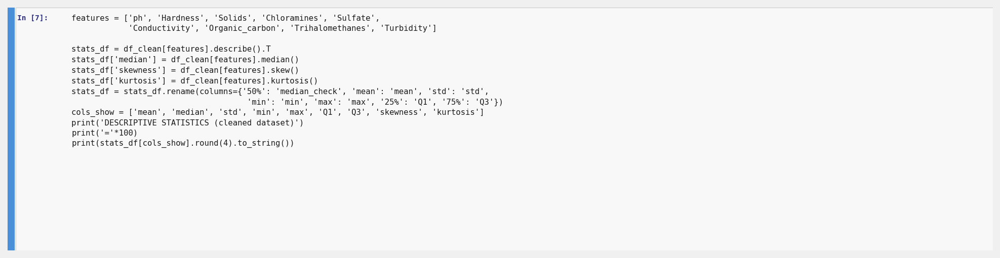 In [7]: features = ['ph', 'Hardness', 'Solids', 'Chloramines', 'Sulfate',
            'Conductivity', 'Organic_carbon', 'Trihalomethanes', 'Turbidity']

stats_df = df_clean[features].describe().T
stats_df['median'] = df_clean[features].median()
stats_df['skewness'] = df_clean[features].skew()
stats_df['kurtosis'] = df_clean[features].kurtosis()
stats_df = stats_df.rename(columns={'50%': 'median_check', 'mean': 'mean', 'std': 'std',
                                     'min': 'min', 'max': 'max', '25%': 'Q1', '75%': 'Q3'})
cols_show = ['mean', 'median', 'std', 'min', 'max', 'Q1', 'Q3', 'skewness', 'kurtosis']
print('DESCRIPTIVE STATISTICS (cleaned dataset)')
print('='*100)
print(stats_df[cols_show].round(4).to_string())